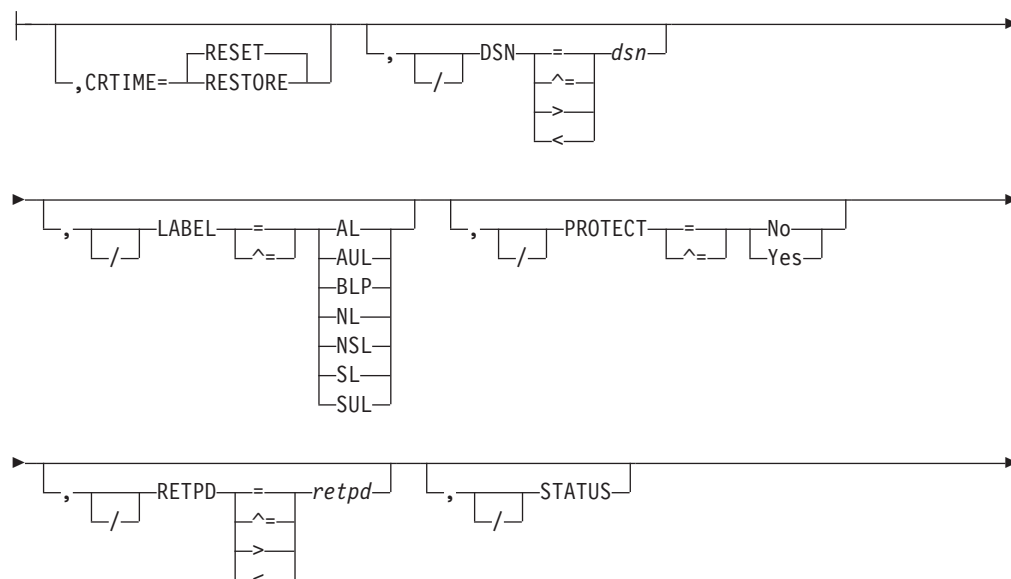 RESET
,CRTIME= RESTORE
, / DSN = dsn
^=
>
<
, / LABEL = AL
^= AUL
BLP
NL
NSL
SL
SUL
, / PROTECT = No
^= Yes
, / RETPD = retpd
^=
>
<
, / STATUS